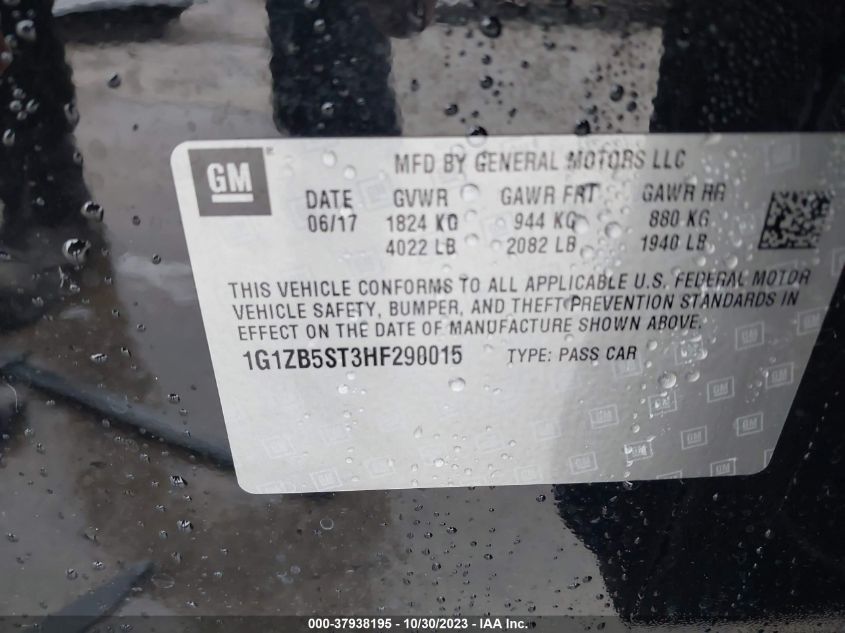 GM
MFD BY GENERAL MOTORS LLC
DATE GVWR GAWR FRT GAWR RR
06/17 1824 KG 944 KG 880 KG
4022 LB 2082 LB 1940 LB
THIS VEHICLE CONFORMS TO ALL APPLICABLE U.S. FEDERAL MOTOR
VEHICLE SAFETY, BUMPER, AND THEFT PREVENTION STANDARDS IN
EFFECT ON THE DATE OF MANUFACTURE SHOWN ABOVE.
1G1ZB5ST3HF290015 TYPE: PASS CAR
000-37938195 - 10/30/2023 - IAA Inc.